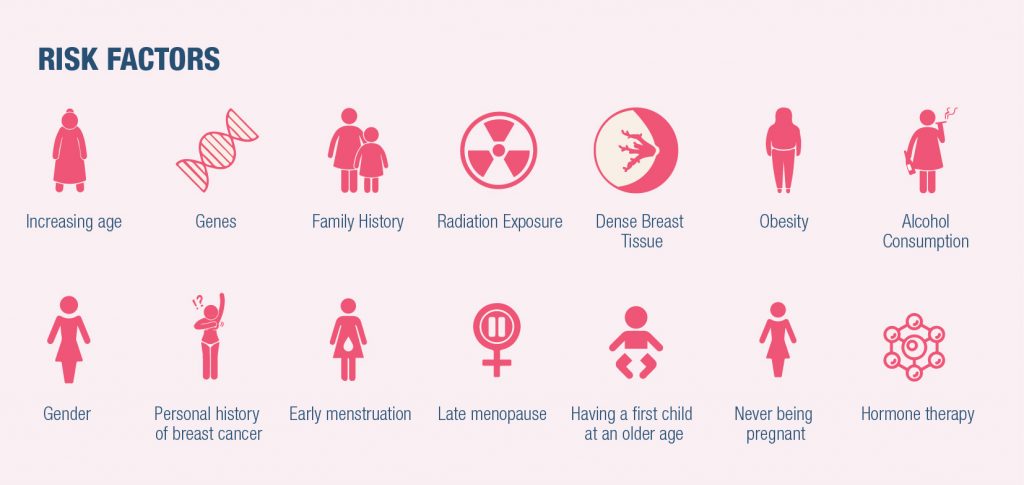 RISK FACTORS
Increasing age
Genes
Family History
Radiation Exposure
Dense Breast
Tissue
Obesity
Alcohol
Consumption
!?
Gender
Personal history
of breast cancer
Early menstruation
Late menopause
Having a first child
at an older age
Never being
pregnant
Hormone therapy